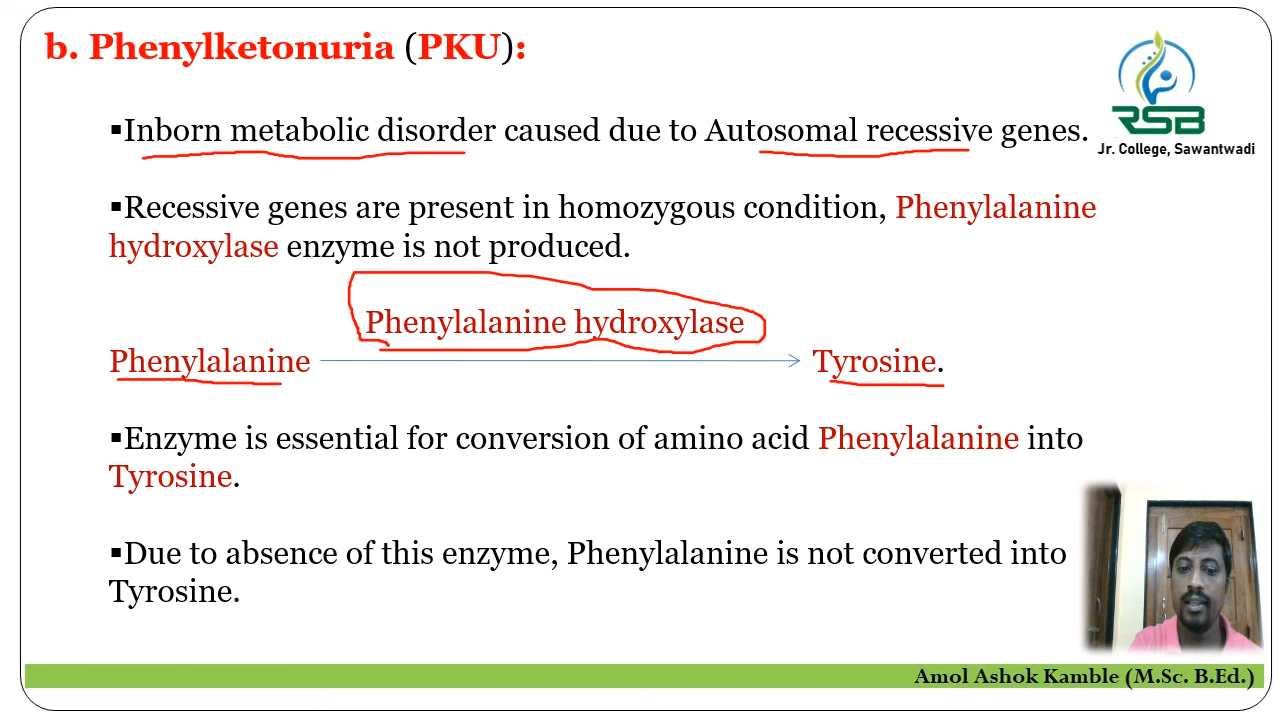 b. Phenylketonuria (PKU):
RSB
Jr. College, Sawantwadi
▪Inborn metabolic disorder caused due to Autosomal recessive genes.
▪Recessive genes are present in homozygous condition, Phenylalanine
hydroxylase enzyme is not produced.
Phenylalanine hydroxylase
Phenylalanine Tyrosine.
▪Enzyme is essential for conversion of amino acid Phenylalanine into
Tyrosine.
▪Due to absence of this enzyme, Phenylalanine is not converted into
Tyrosine.
Amol Ashok Kamble (M.Sc. B.Ed.)